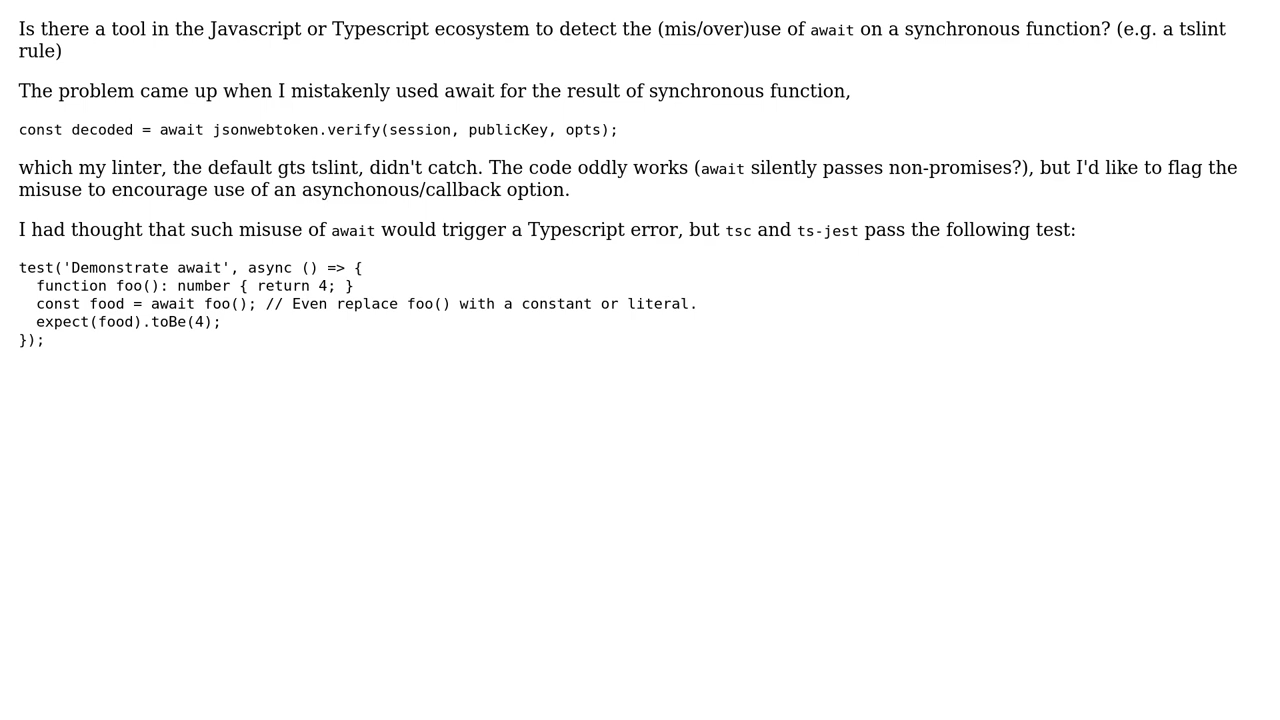 Is there a tool in the Javascript or Typescript ecosystem to detect the (mis/over)use of await on a synchronous function? (e.g. a tslint
rule)
The problem came up when I mistakenly used await for the result of synchronous function,
const decoded = await jsonwebtoken.verify(session, publicKey, opts);
which my linter, the default gts tslint, didn't catch. The code oddly works (await silently passes non-promises?), but I'd like to flag the
misuse to encourage use of an asynchonous/callback option.
I had thought that such misuse of await would trigger a Typescript error, but tsc and ts-jest pass the following test:
test('Demonstrate await', async () => {
  function foo(): number { return 4; }
  const food = await foo(); // Even replace foo() with a constant or literal.
  expect(food).toBe(4);
});